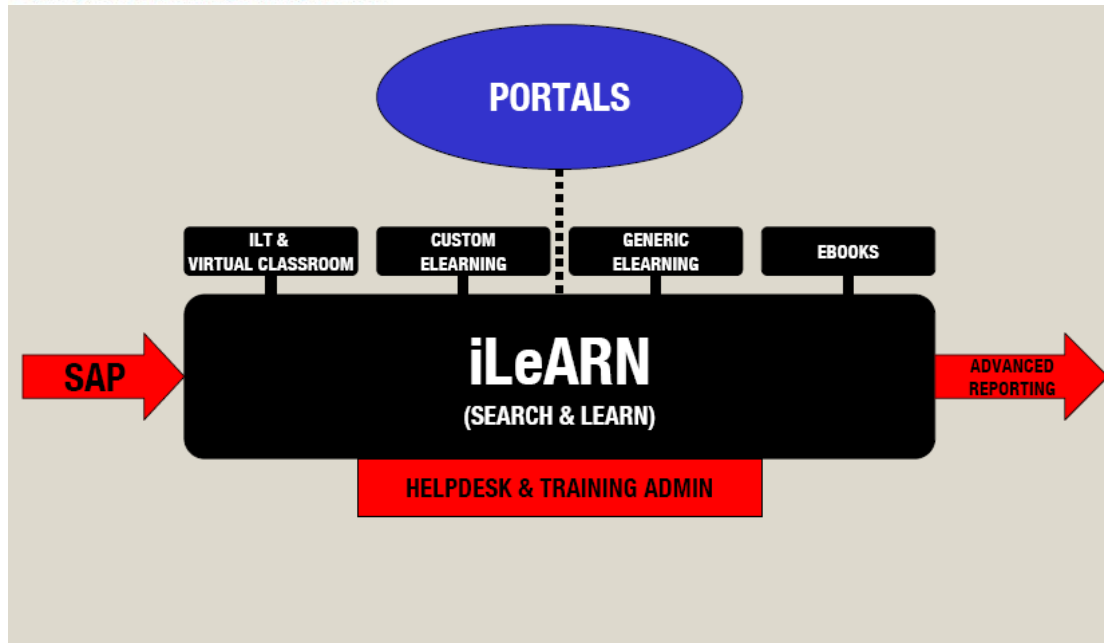 PORTALS
ILT &
VIRTUAL CLASSROOM
CUSTOM
ELEARNING
GENERIC
ELEARNING
EBOOKS
SAP
iLeARN
(SEARCH & LEARN)
ADVANCED
REPORTING
HELPDESK & TRAINING ADMIN